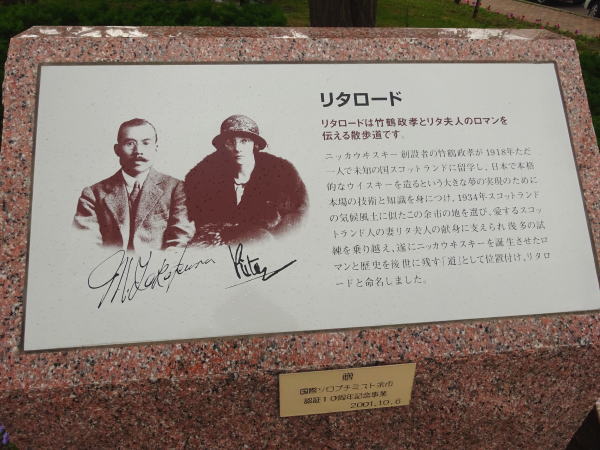 リタロード
リタロードは竹鶴政孝とリタ夫人のロマンを
伝える散歩道です。
ニッカウヰスキー創設者の竹鶴政孝が1918年ただ
一人で未知の国スコットランドに留学し、日本で本格
的なウイスキーを造るという大きな夢の実現のために
本場の技術と知識を身につけ、1934年スコットランド
の気候風土に似たこの余市の地を選び、愛するスコッ
トランド人の妻リタ夫人の献身に支えられ幾多の試
練を乗り越え、遂にニッカウヰスキーを誕生させたロ
マンと歴史を後世に残す「道」として位置付け、リタロ
ードと命名しました。
M. Taketsuru
Rita
贈
国際ソロプチミスト余市
認証10周年記念事業
2001.10.6